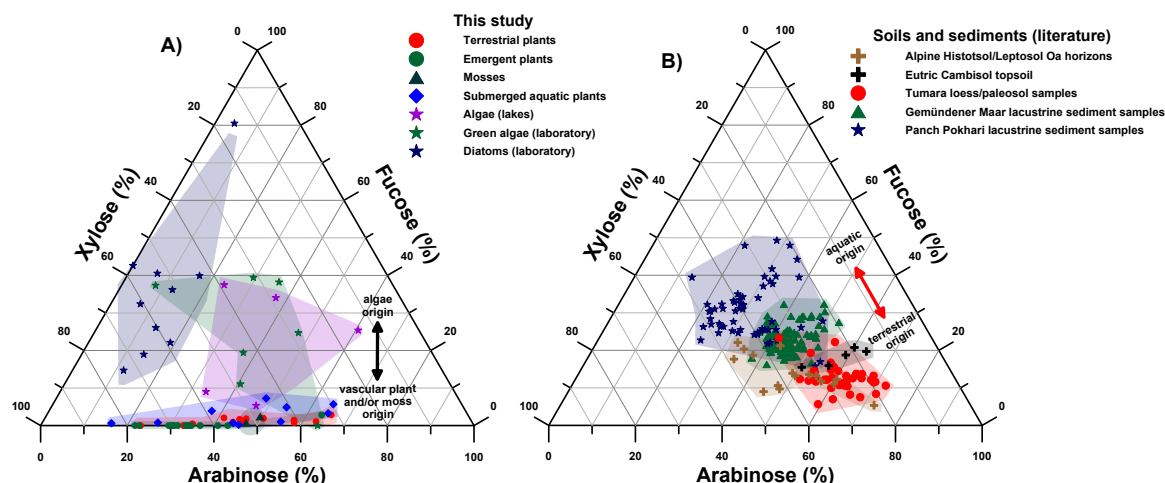 A)
This study
Terrestrial plants
Emergent plants
Mosses
Submerged aquatic plants
Algae (lakes)
Green algae (laboratory)
Diatoms (laboratory)
0
100
20
80
40
60
60
40
80
20
100
0
Xylose (%)
Fucose (%)
algae
origin
vascular plant
and/or moss
origin
0
20
40
60
80
100
Arabinose (%)
B)
Soils and sediments (literature)
Alpine Histotsol/Leptosol Oa horizons
Eutric Cambisol topsoil
Tumara loess/paleosol samples
Gemündener Maar lacustrine sediment samples
Panch Pokhari lacustrine sediment samples
0
100
20
80
40
60
60
40
80
20
100
0
Xylose (%)
Fucose (%)
aquatic
origin
terrestrial
origin
0
20
40
60
80
100
Arabinose (%)